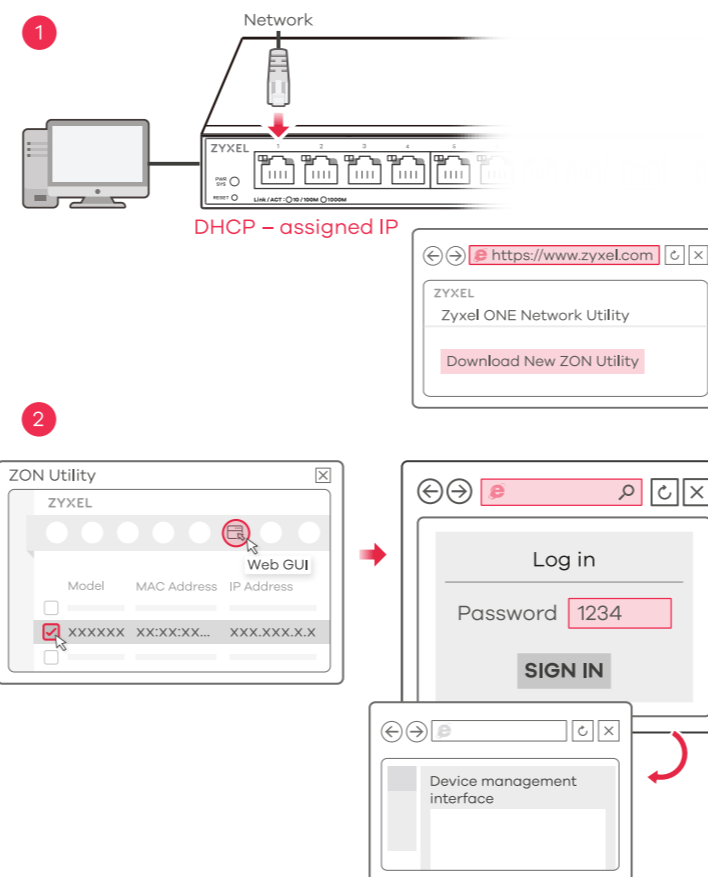 1
Network
ZYXEL
1 2 3 4 5
PWR
SYS
RESET
Link / ACT : 10 / 100M 1000M
DHCP – assigned IP
https://www.zyxel.com
ZYXEL
Zyxel ONE Network Utility
Download New ZON Utility
2
ZON Utility
ZYXEL
Web GUI
Model MAC Address IP Address
XXXXXX XX:XX:XX... XXX.XXX.X.X
Log in
Password 1234
SIGN IN
Device management
interface